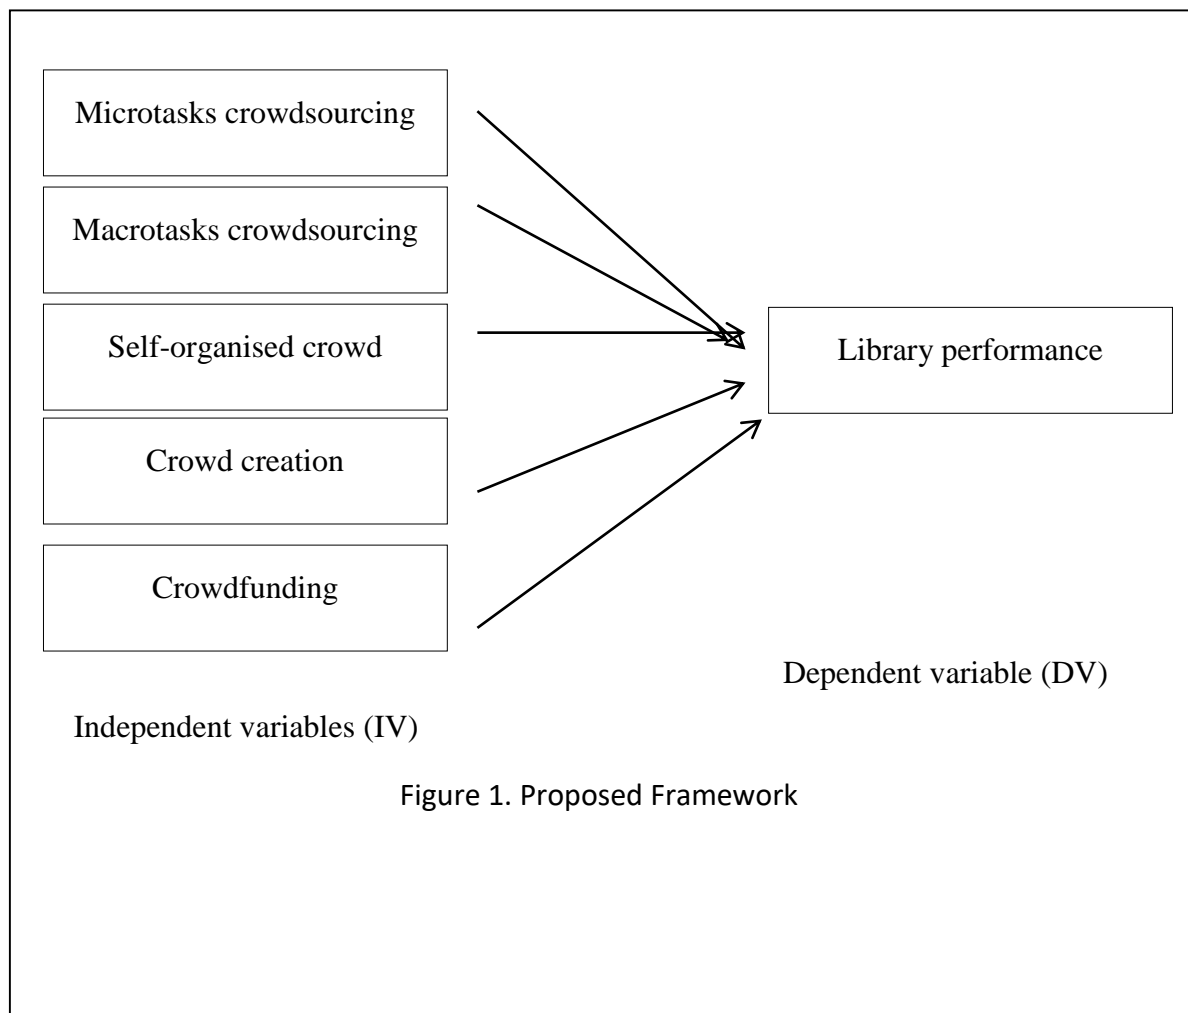 Microtasks crowdsourcing
Macrotasks crowdsourcing
Self-organised crowd
Library performance
Crowd creation
Crowdfunding
Dependent variable (DV)
Independent variables (IV)
Figure 1. Proposed Framework